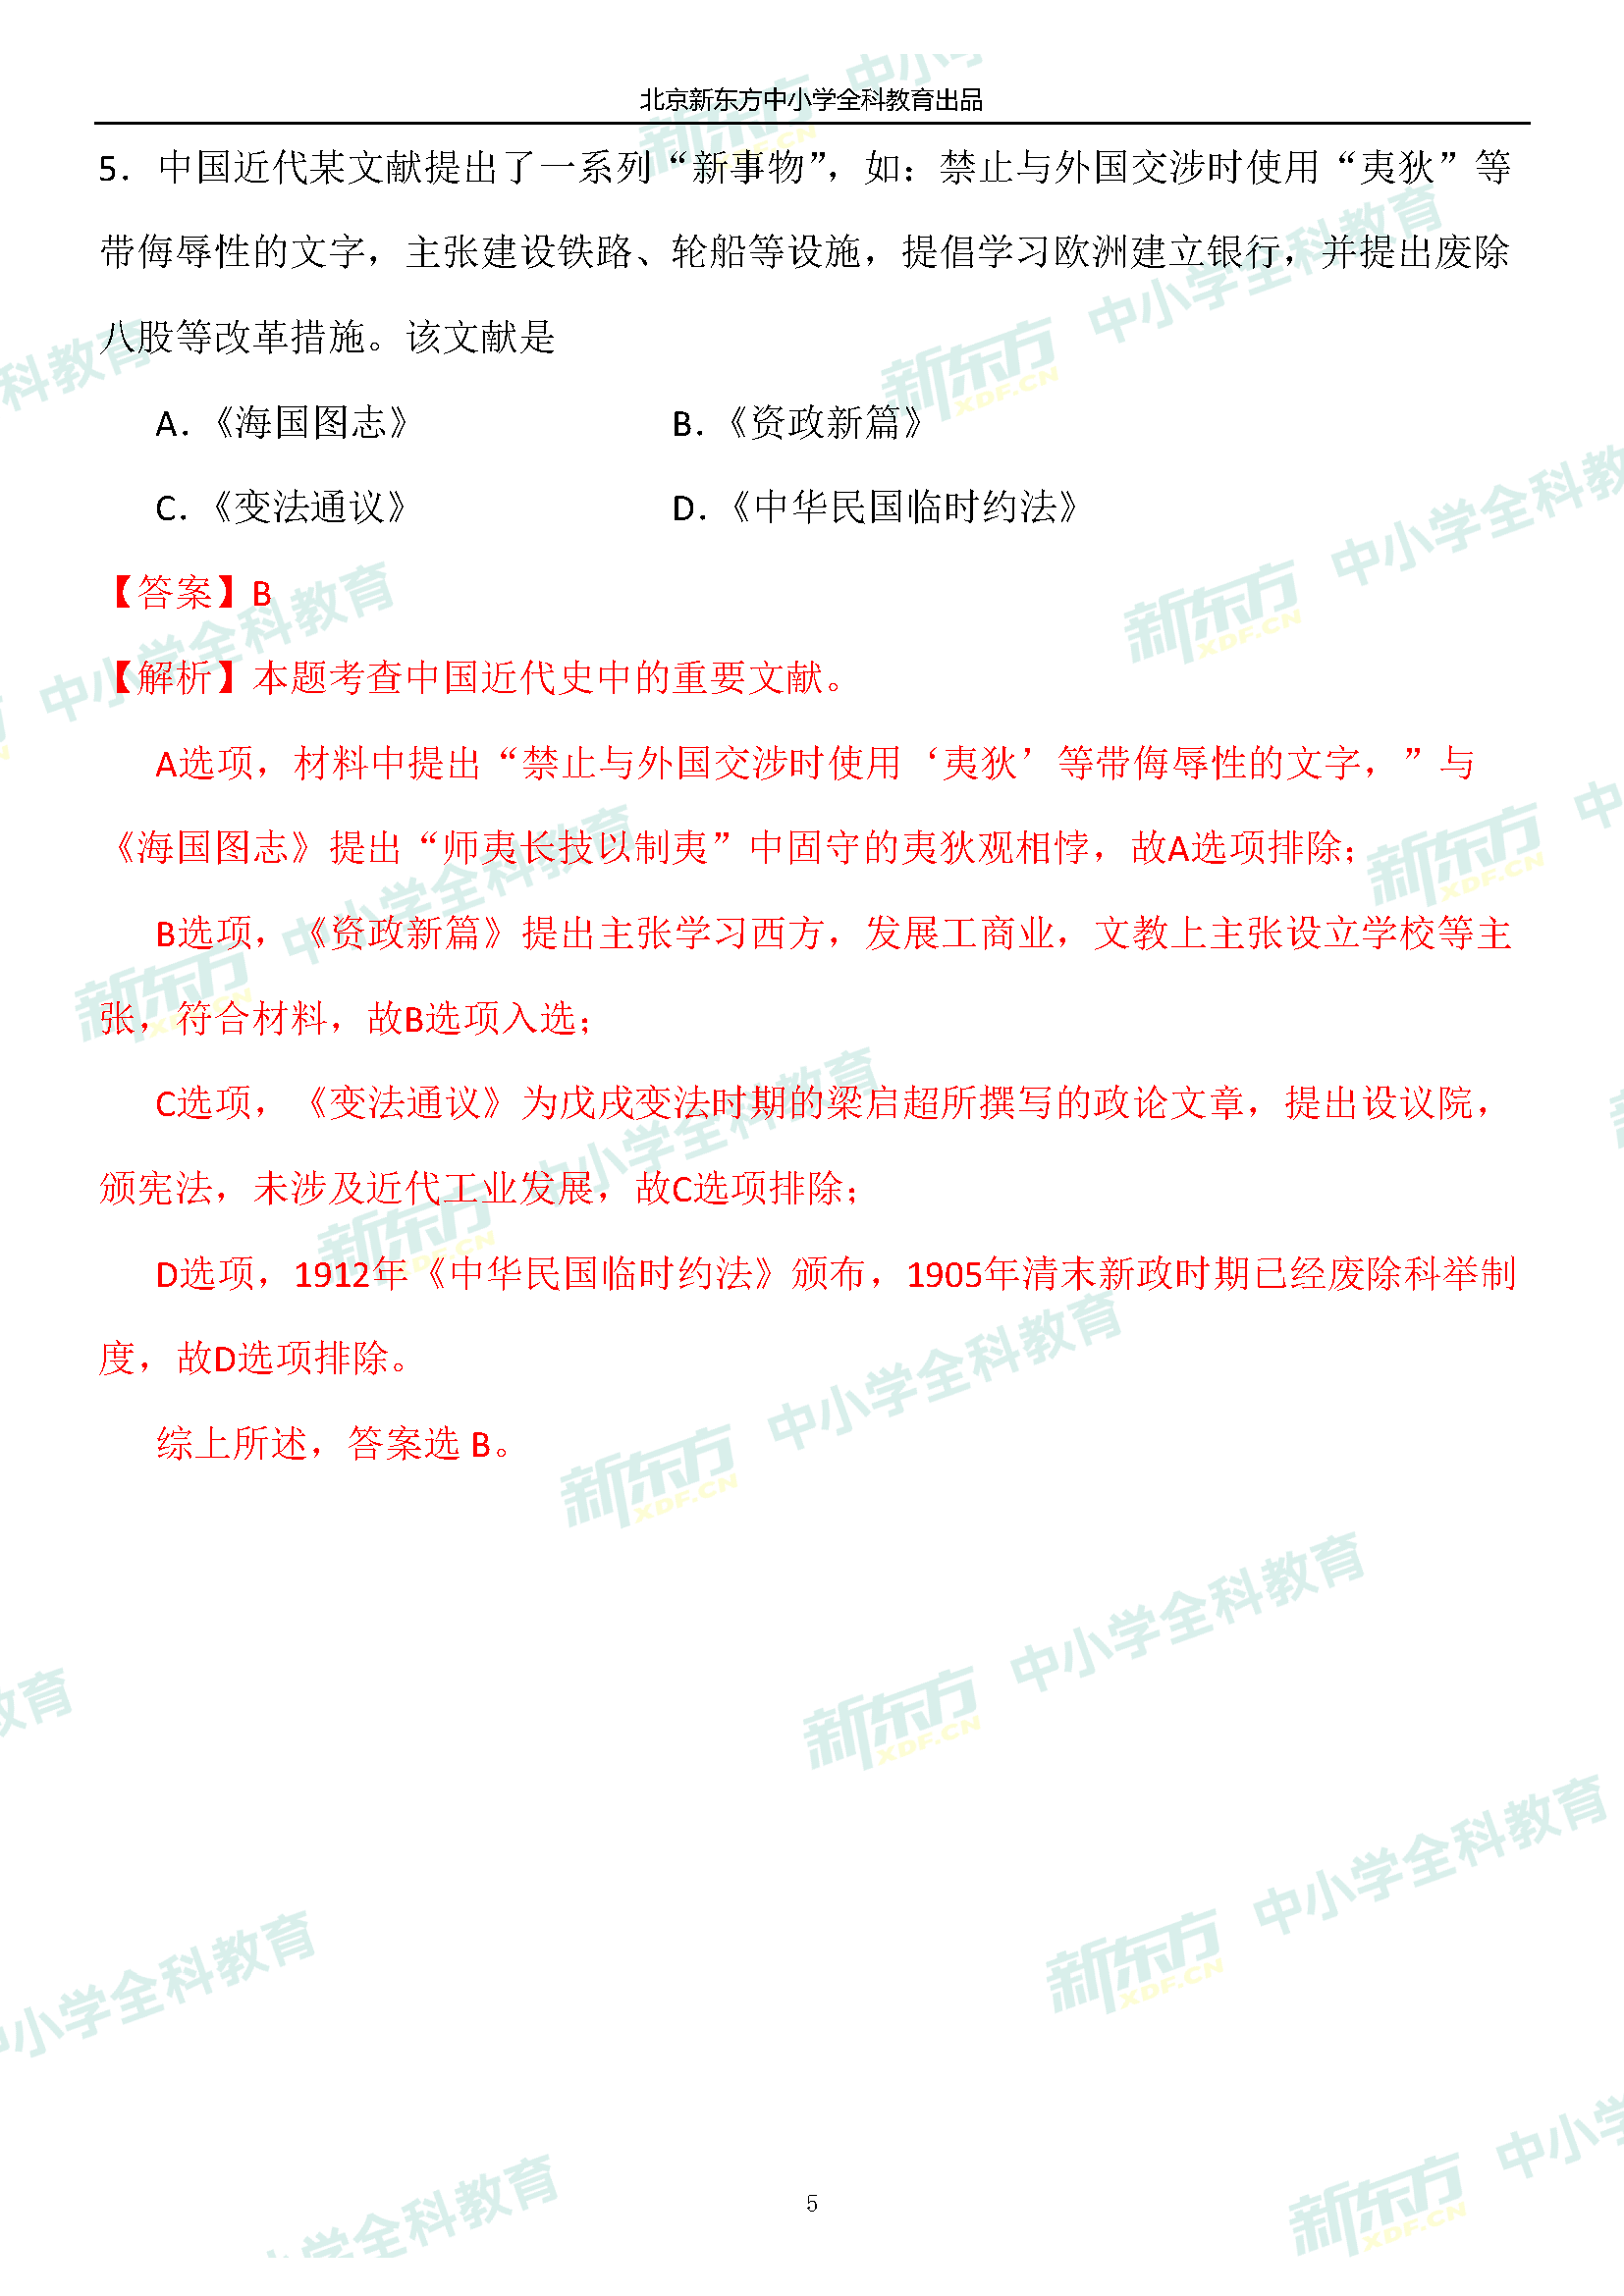 北京新东方中小学全科教育出品
5．中国近代某文献提出了一系列“新事物”，如：禁止与外国交涉时使用“夷狄”等
带侮辱性的文字，主张建设铁路、轮船等设施，提倡学习欧洲建立银行，并提出废除
八股等改革措施。该文献是
A．《海国图志》 B．《资政新篇》
C．《变法通议》 D．《中华民国临时约法》
【答案】B
【解析】本题考查中国近代史中的重要文献。
A选项，材料中提出“禁止与外国交涉时使用‘夷狄’等带侮辱性的文字，”与
《海国图志》提出“师夷长技以制夷”中固守的夷狄观相悖，故A选项排除；
B选项，《资政新篇》提出主张学习西方，发展工商业，文教上主张设立学校等主
张，符合材料，故B选项入选；
C选项，《变法通议》为戊戌变法时期的梁启超所撰写的政论文章，提出设议院，
颁宪法，未涉及近代工业发展，故C选项排除；
D选项，1912年《中华民国临时约法》颁布，1905年清末新政时期已经废除科举制
度，故D选项排除。
综上所述，答案选 B。
5
新东方 XDF.CN 中小学全科教育